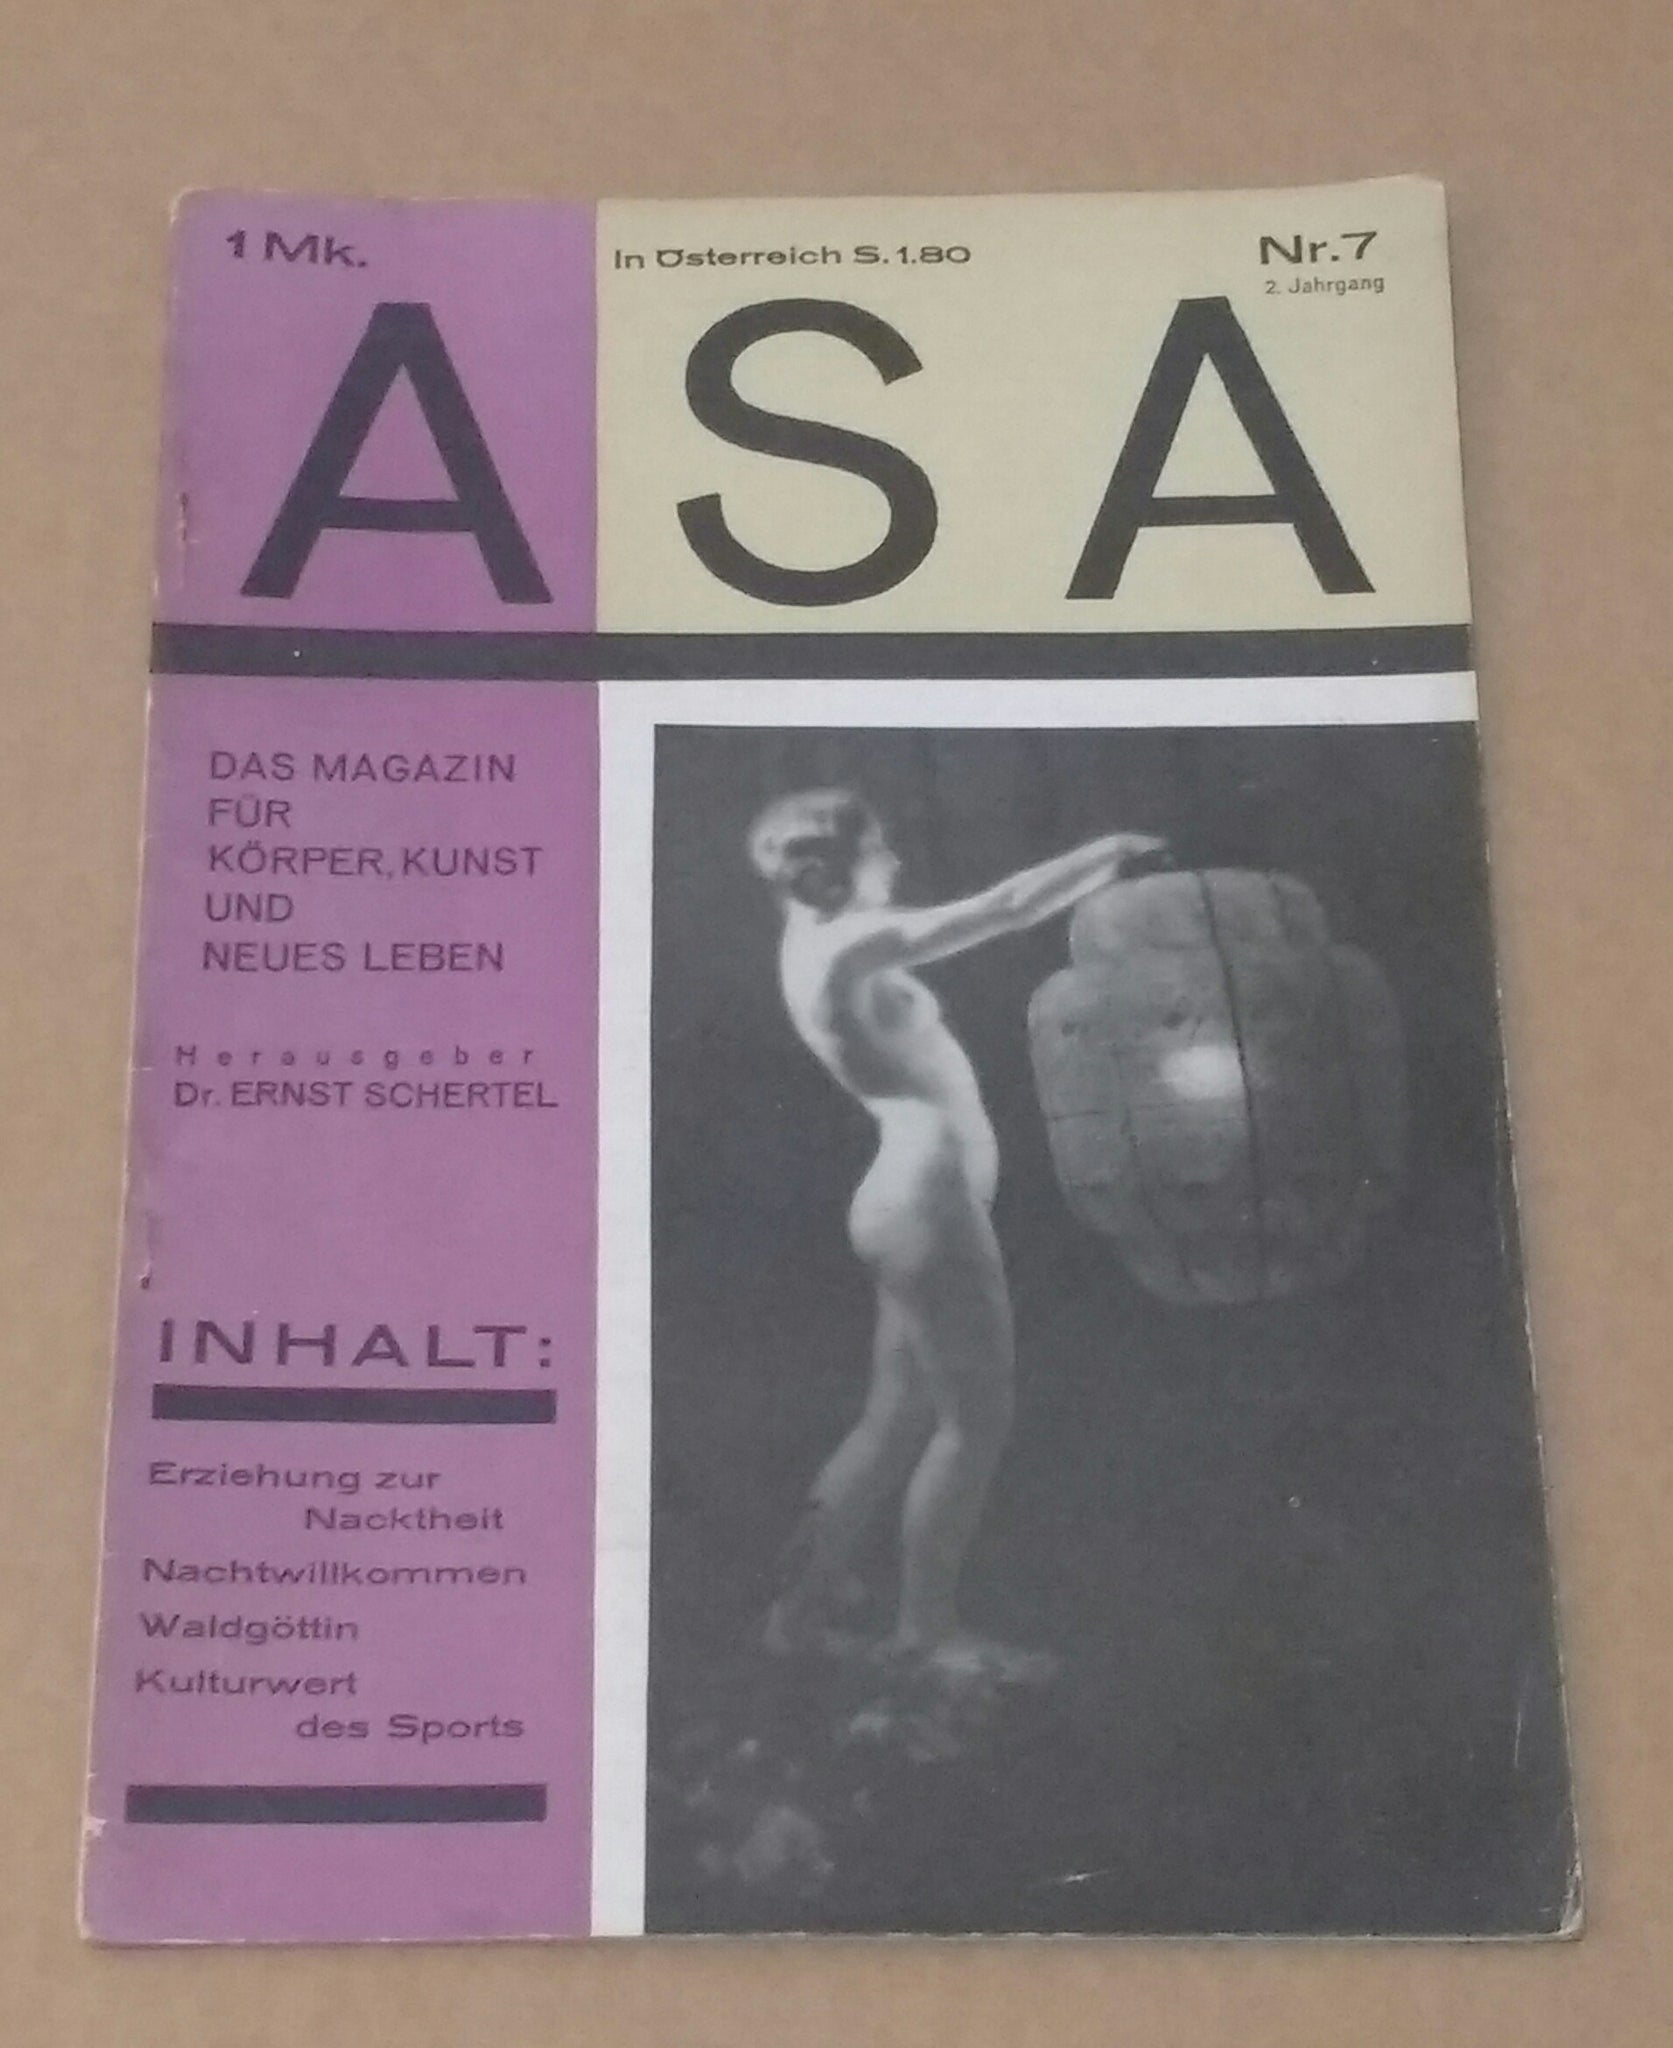 1 Mk.
In Österreich S. 1.80
Nr. 7
2. Jahrgang
ASA
DAS MAGAZIN
FÜR
KÖRPER, KUNST
UND
NEUES LEBEN
Herausgeber
Dr. ERNST SCHERTEL
INHALT:
Erziehung zur
Nacktheit
Nachtwillkommen
Waldgöttin
Kulturwert
des Sports